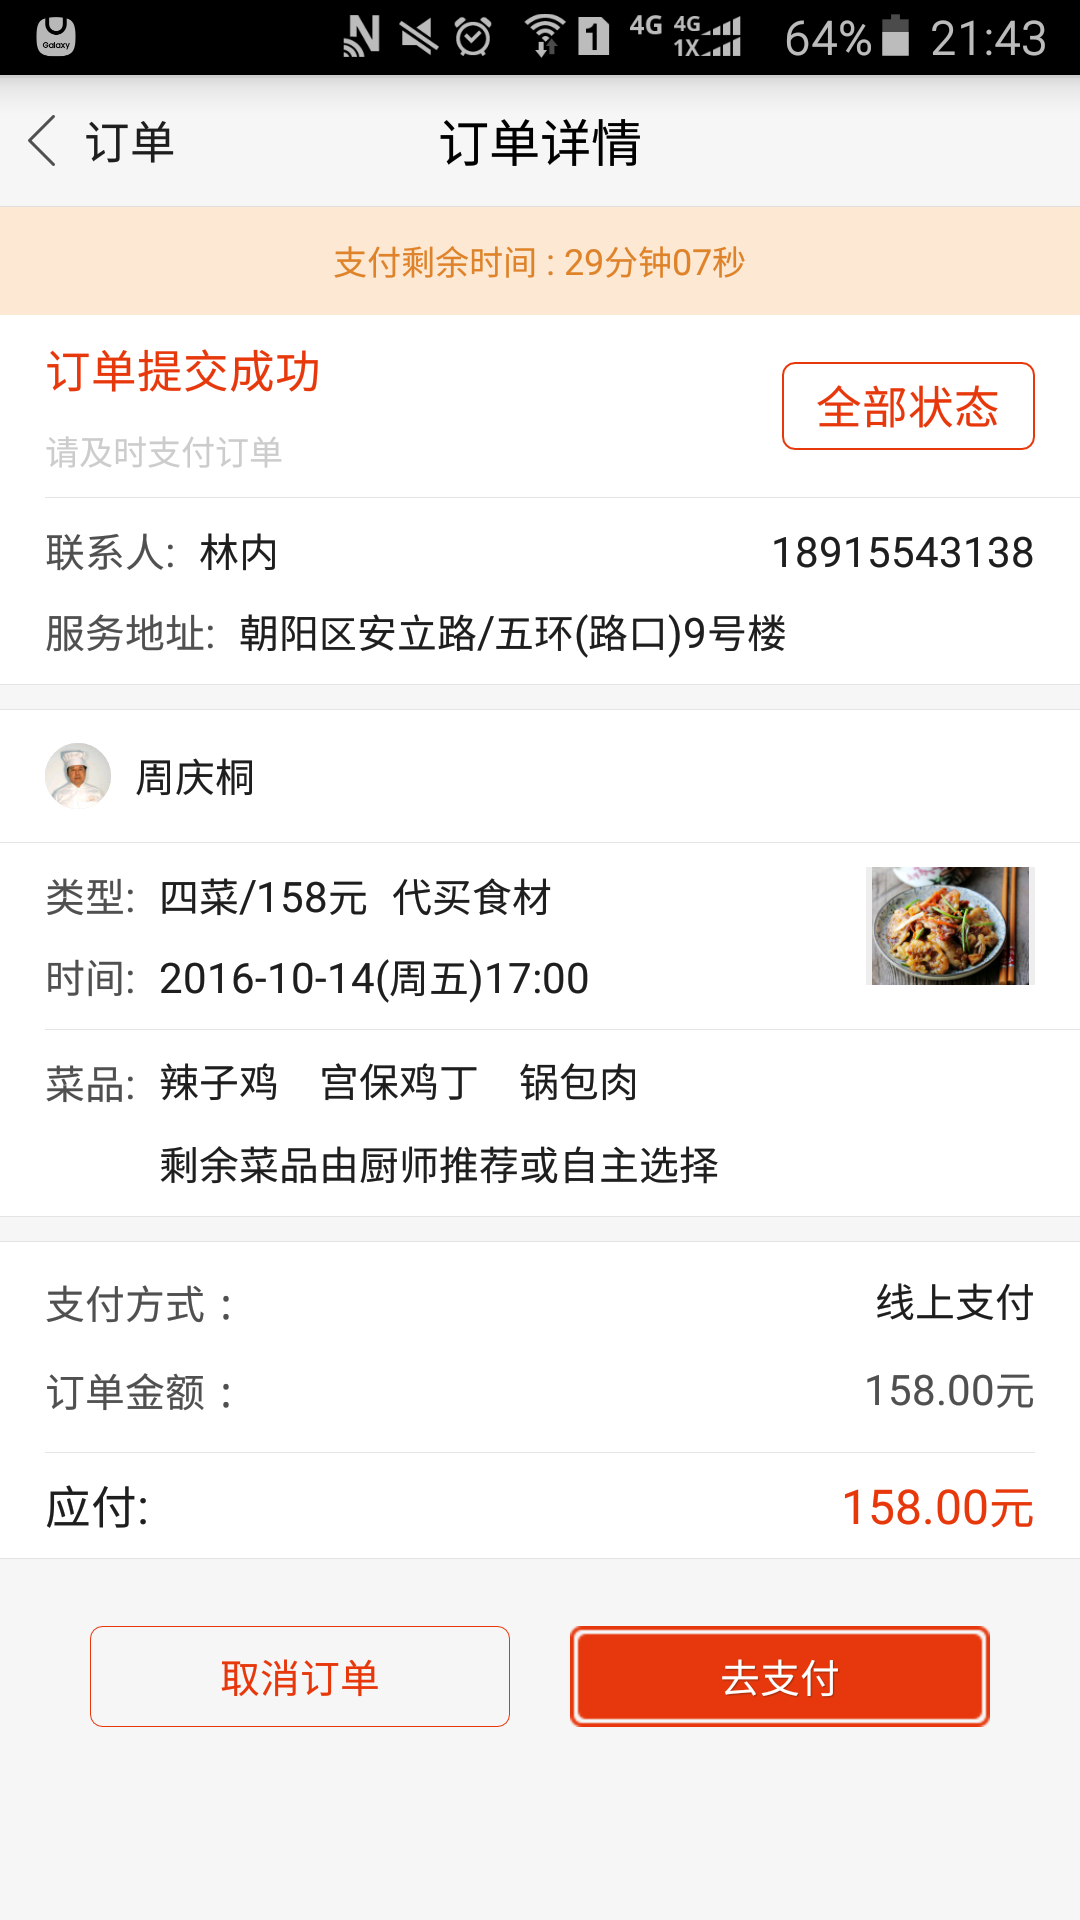 Galaxy 1 4G 4G 1X 64% 21:43
订单 订单详情
支付剩余时间 : 29分钟07秒
订单提交成功
全部状态
请及时支付订单
联系人: 林内 18915543138
服务地址: 朝阳区安立路/五环(路口)9号楼
周庆桐
类型: 四菜/158元 代买食材
时间: 2016-10-14(周五)17:00
菜品: 辣子鸡 宫保鸡丁 锅包肉
剩余菜品由厨师推荐或自主选择
支付方式 : 线上支付
订单金额 : 158.00元
应付: 158.00元
取消订单 去支付